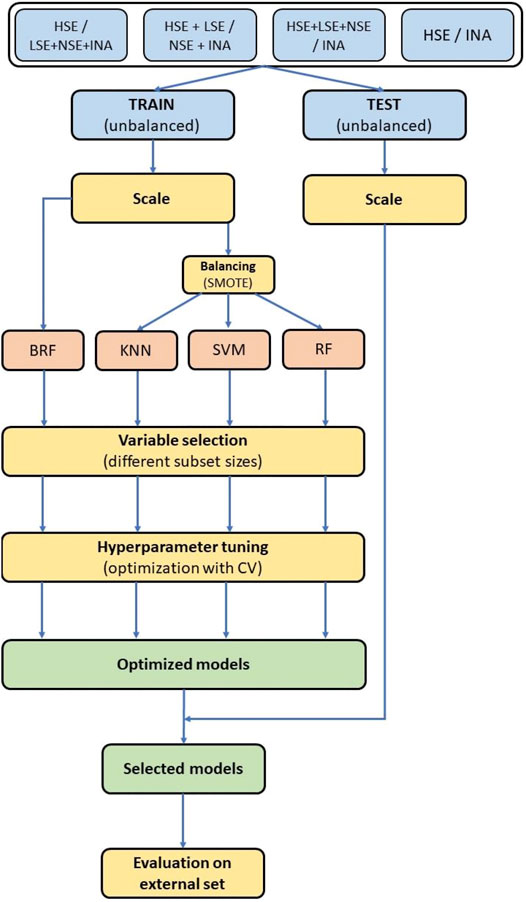 HSE /
LSE+NSE+INA
HSE + LSE /
NSE + INA
HSE+LSE+NSE
/ INA
HSE / INA
TRAIN
(unbalanced)
TEST
(unbalanced)
Scale
Scale
Balancing
(SMOTE)
BRF
KNN
SVM
RF
Variable selection
(different subset sizes)
Hyperparameter tuning
(optimization with CV)
Optimized models
Selected models
Evaluation on
external set